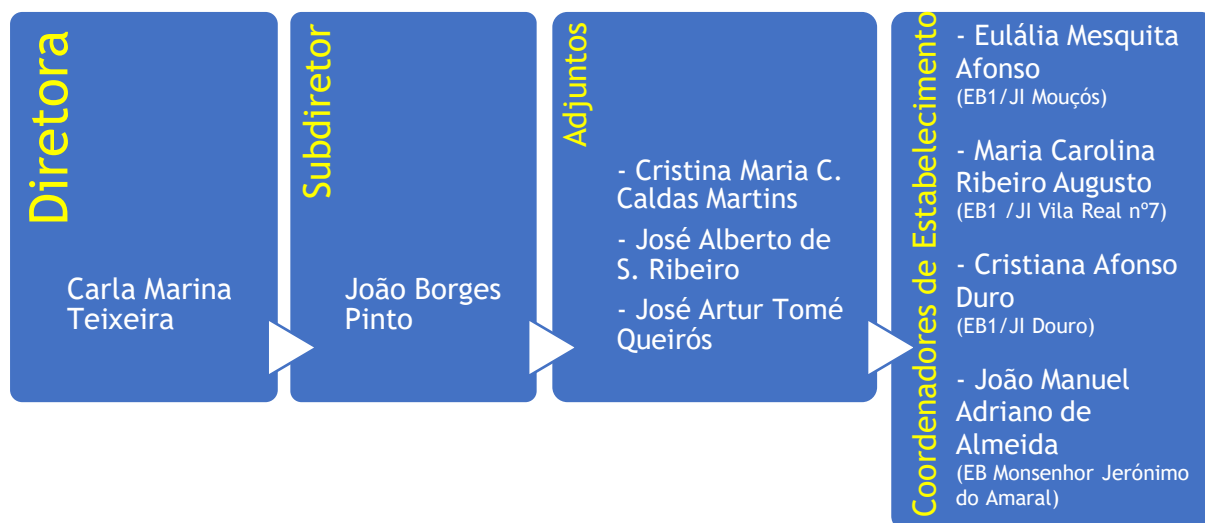 Diretora
Carla Marina
Teixeira
Subdiretor
João Borges
Pinto
Adjuntos
- Cristina Maria C.
Caldas Martins
- José Alberto de
S. Ribeiro
- José Artur Tomé
Queirós
Coordenadores de Estabelecimento
- Eulália Mesquita
Afonso
(EB1/JI Mouçós)
- Maria Carolina
Ribeiro Augusto
(EB1 /JI Vila Real nº7)
- Cristiana Afonso
Duro
(EB1/JI Douro)
- João Manuel
Adriano de
Almeida
(EB Monsenhor Jerónimo
do Amaral)